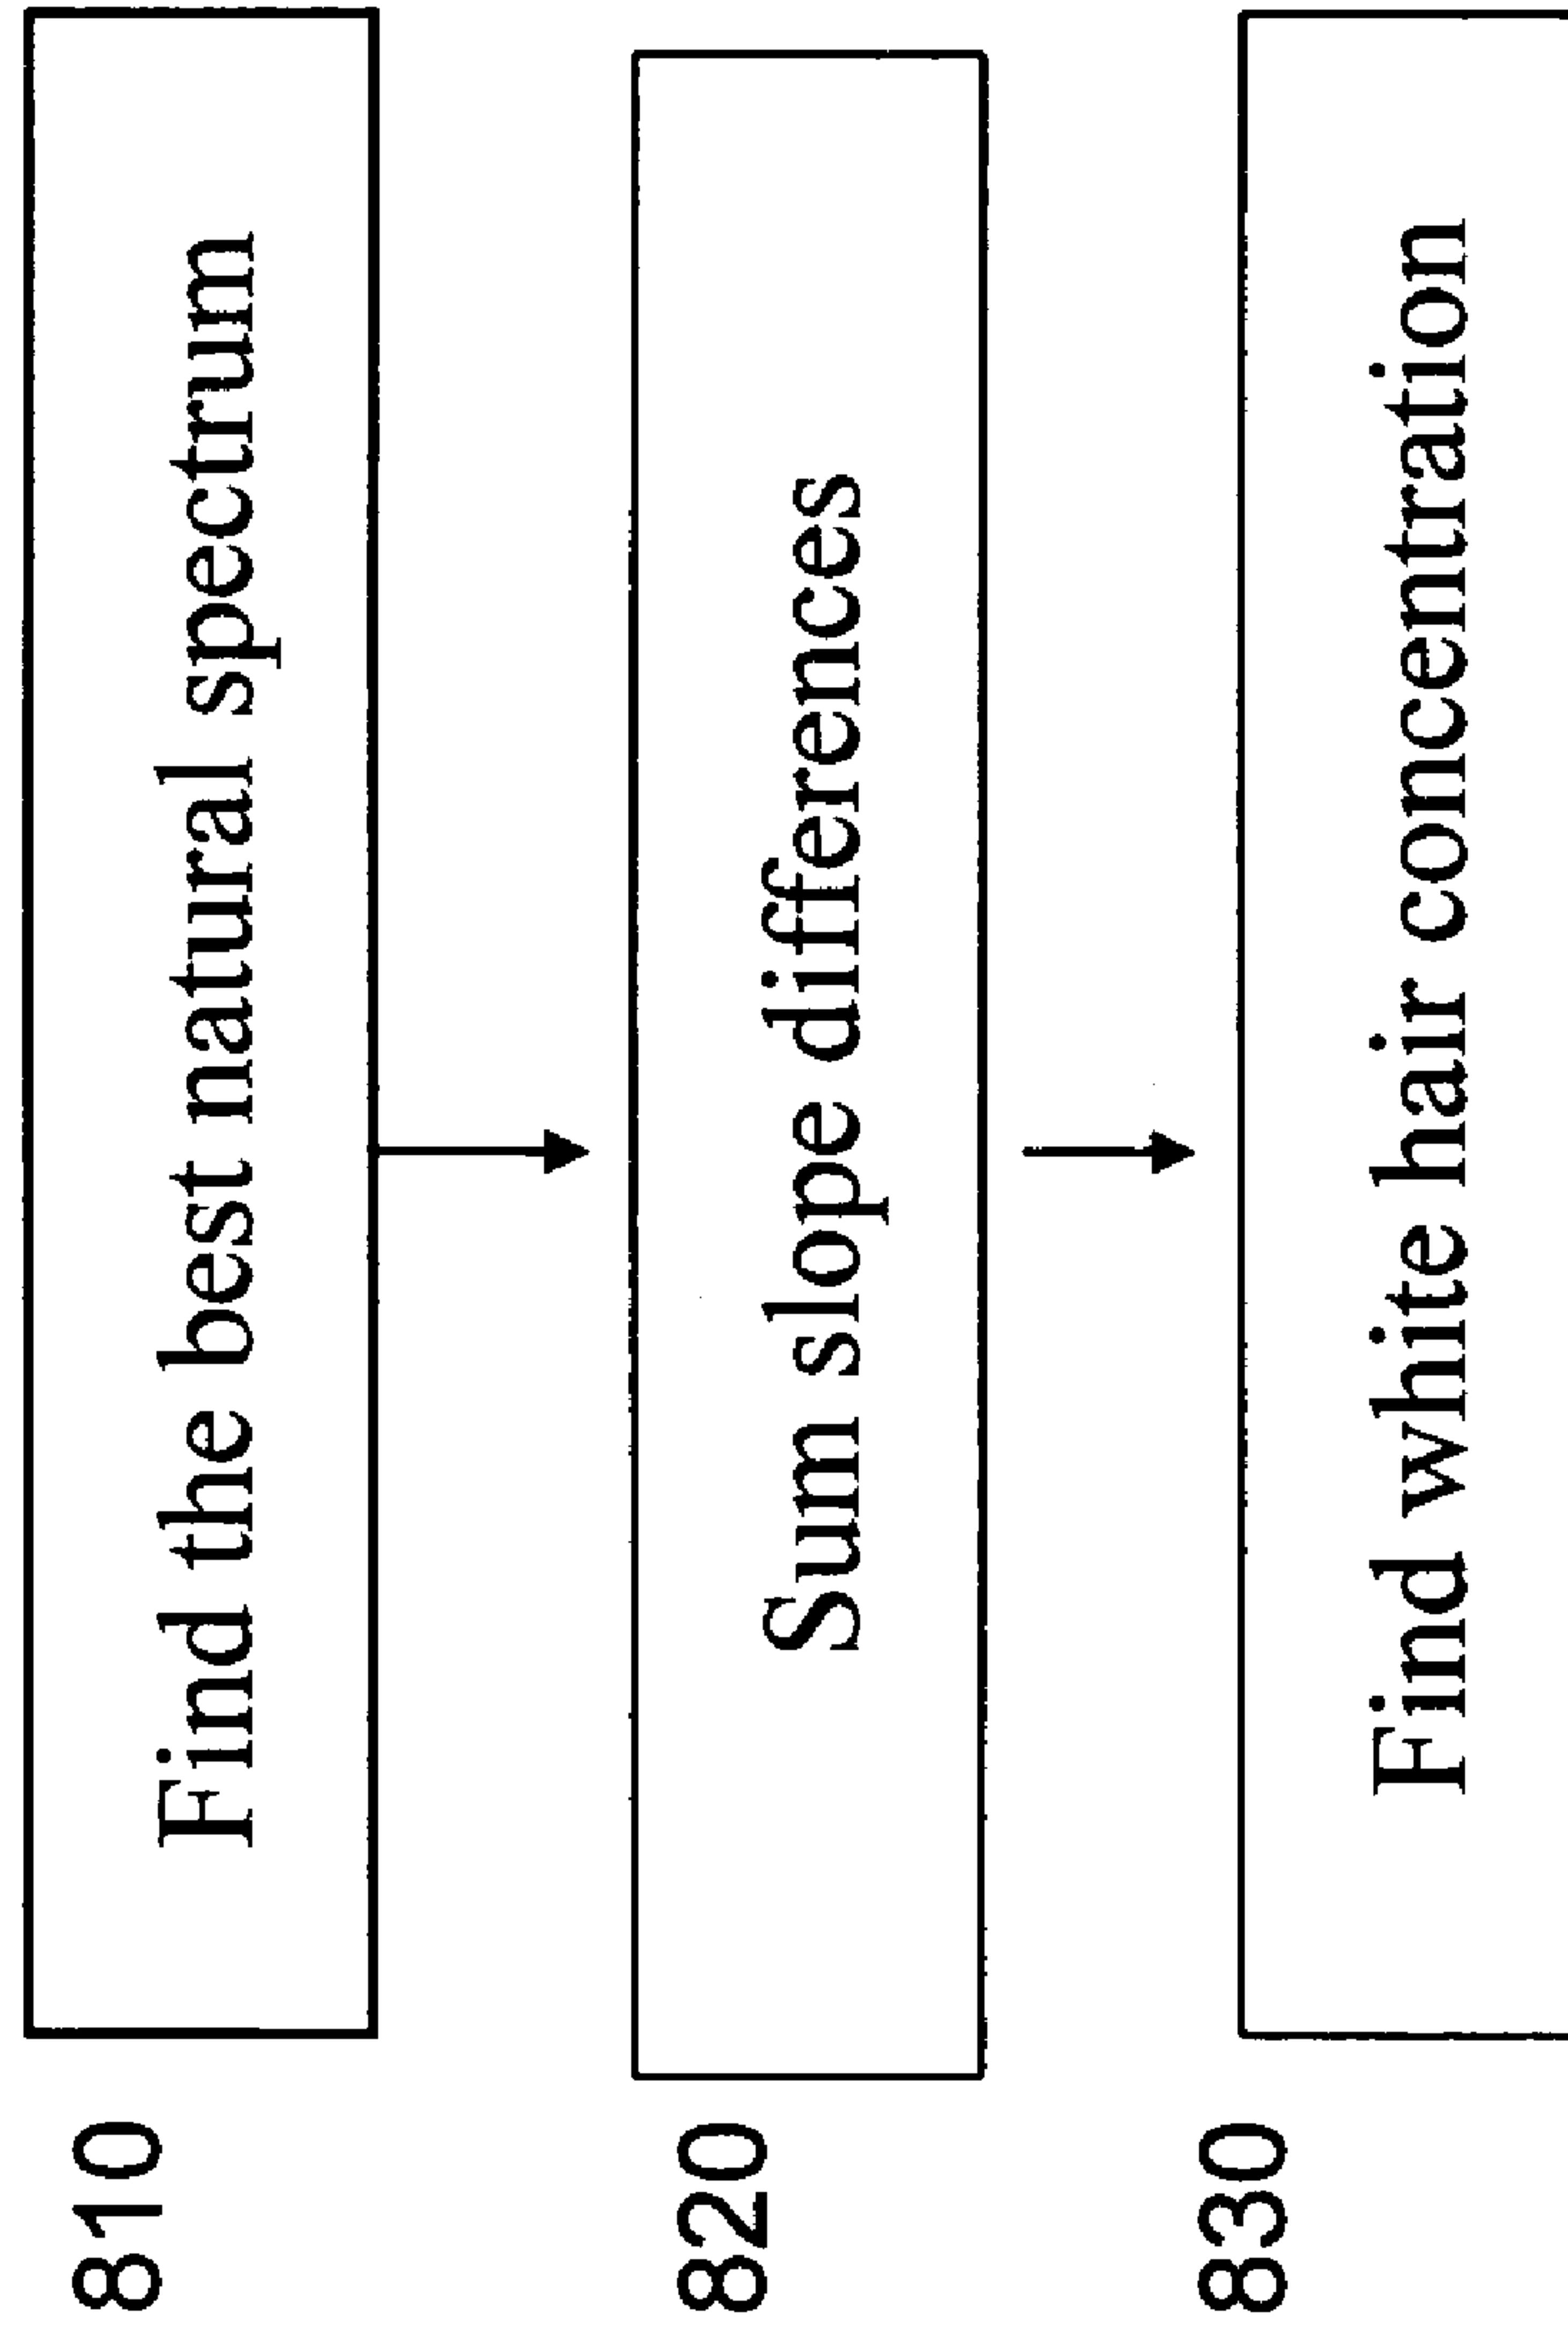 810 Find the best natural spectrum
820 Sum slope differences
830 Find white hair concentration